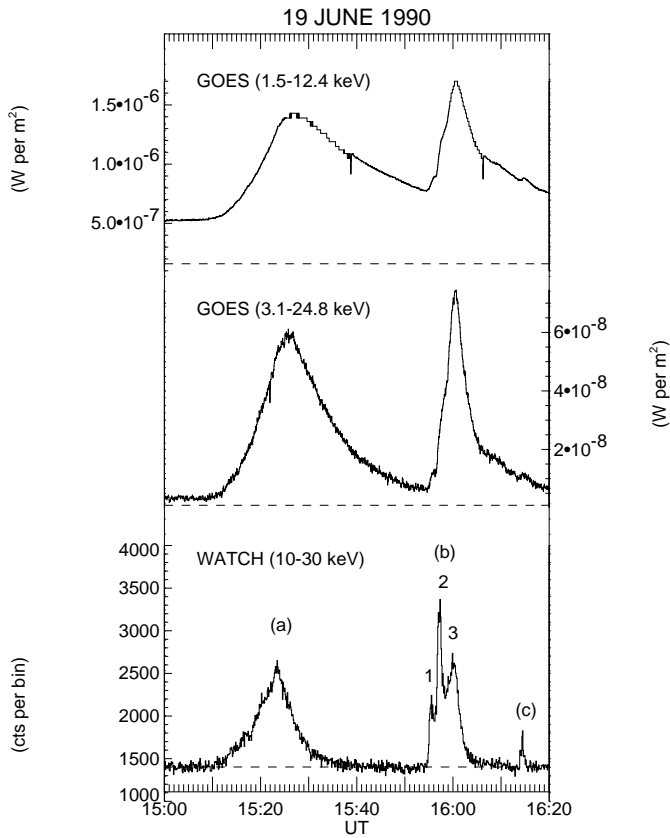 19 JUNE 1990
GOES (1.5-12.4 keV)
(W per m²)
1.5•10⁻⁶
1.0•10⁻⁶
5.0•10⁻⁷
GOES (3.1-24.8 keV)
6•10⁻⁸
4•10⁻⁸
2•10⁻⁸
(W per m²)
WATCH (10-30 keV)
(cts per bin)
4000
3500
3000
2500
2000
1500
1000
(a)
(b)
1
2
3
(c)
15:00 15:20 15:40 16:00 16:20
UT